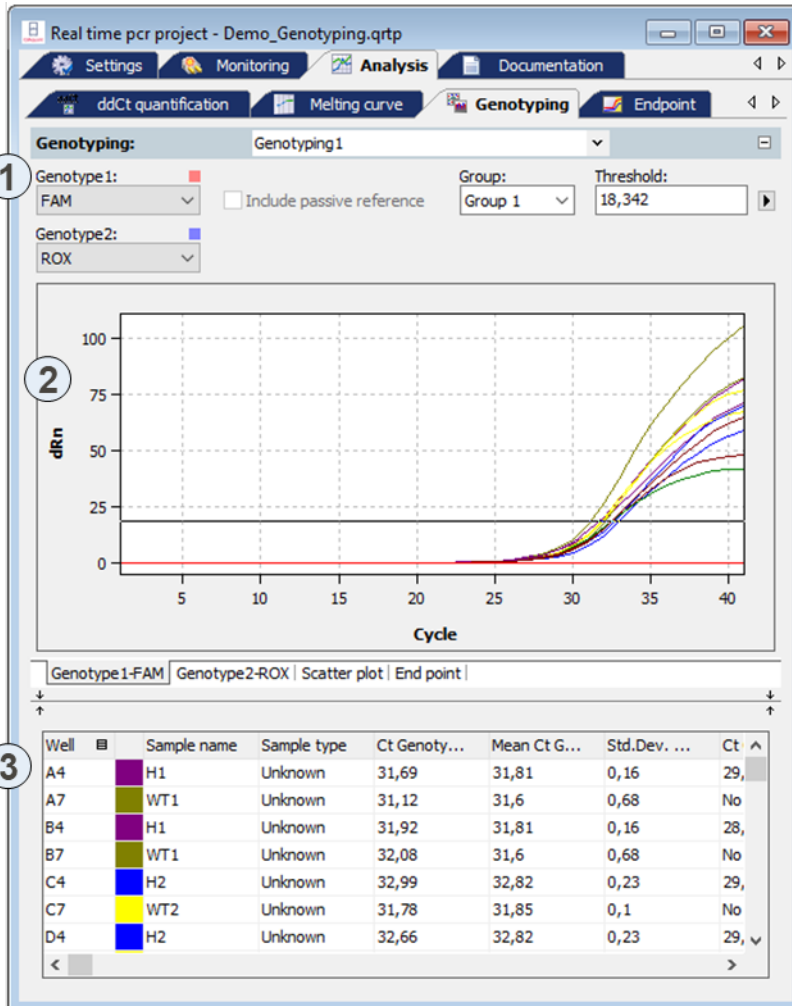 Real time pcr project - Demo_Genotyping.qrtp
Settings Monitoring Analysis Documentation
ddCt quantification Melting curve Genotyping Endpoint
Genotyping: Genotyping1
1
Genotype1: Group: Threshold:
FAM Include passive reference Group 1 18,342
Genotype2:
ROX
2
dRn
100
75
50
25
0
5 10 15 20 25 30 35 40
Cycle
Genotype1-FAM Genotype2-ROX Scatter plot End point
3
Well Sample name Sample type Ct Genoty... Mean Ct G... Std.Dev. ... Ct
A4 H1 Unknown 31,69 31,81 0,16 29,
A7 WT1 Unknown 31,12 31,6 0,68 No
B4 H1 Unknown 31,92 31,81 0,16 28,
B7 WT1 Unknown 32,08 31,6 0,68 No
C4 H2 Unknown 32,99 32,82 0,23 29,
C7 WT2 Unknown 31,78 31,85 0,1 No
D4 H2 Unknown 32,66 32,82 0,23 29,